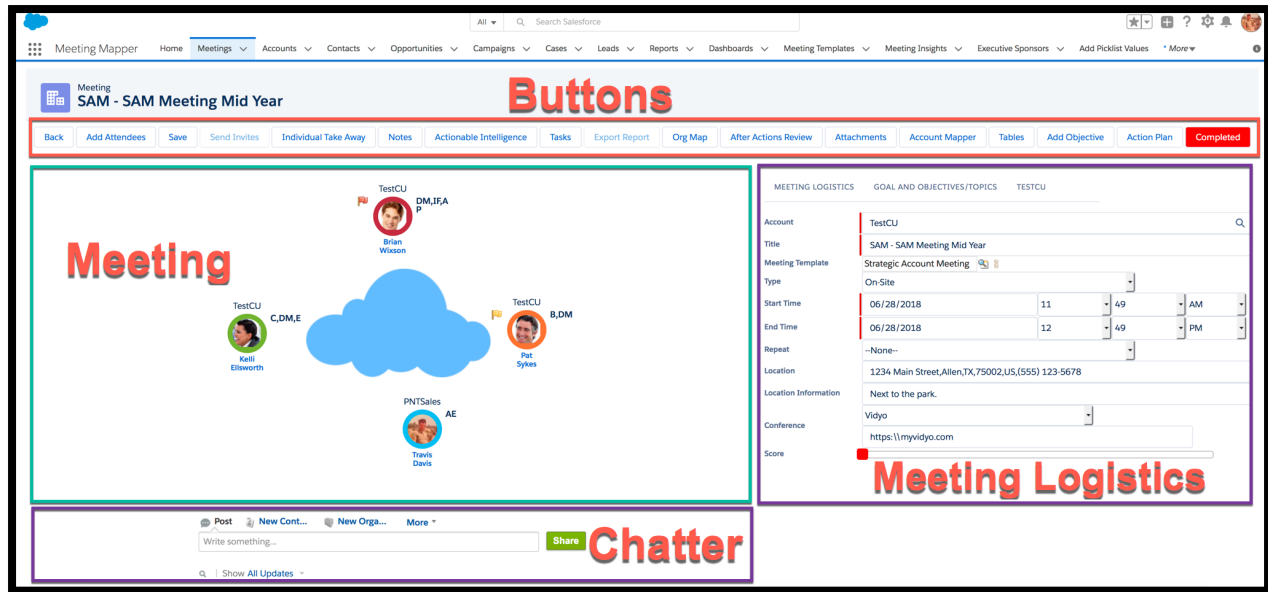 All Search Salesforce
Meeting Mapper Home Meetings Accounts Contacts Opportunities Campaigns Cases Leads Reports Dashboards Meeting Templates Meeting Insights Executive Sponsors Add Picklist Values * More
Meeting
SAM - SAM Meeting Mid Year
Buttons
Back Add Attendees Save Send Invites Individual Take Away Notes Actionable Intelligence Tasks Export Report Org Map After Actions Review Attachments Account Mapper Tables Add Objective Action Plan Completed
Meeting
TestCU
DM,IF,A
P
Brian
Wixson
TestCU
C,DM,E
Kelli
Ellsworth
TestCU
B,DM
Pat
Sykes
PNTSales
AE
Travis
Davis
MEETING LOGISTICS GOAL AND OBJECTIVES/TOPICS TESTCU
Account TestCU
Title SAM - SAM Meeting Mid Year
Meeting Template Strategic Account Meeting
Type On-Site
Start Time 06/28/2018 11 49 AM
End Time 06/28/2018 12 49 PM
Repeat --None--
Location 1234 Main Street,Allen,TX,75002,US,(555) 123-5678
Location Information Next to the park.
Conference Vidyo
https:\\myvidyo.com
Score
Meeting Logistics
Post New Cont... New Orga... More
Write something... Share
Show All Updates
Chatter